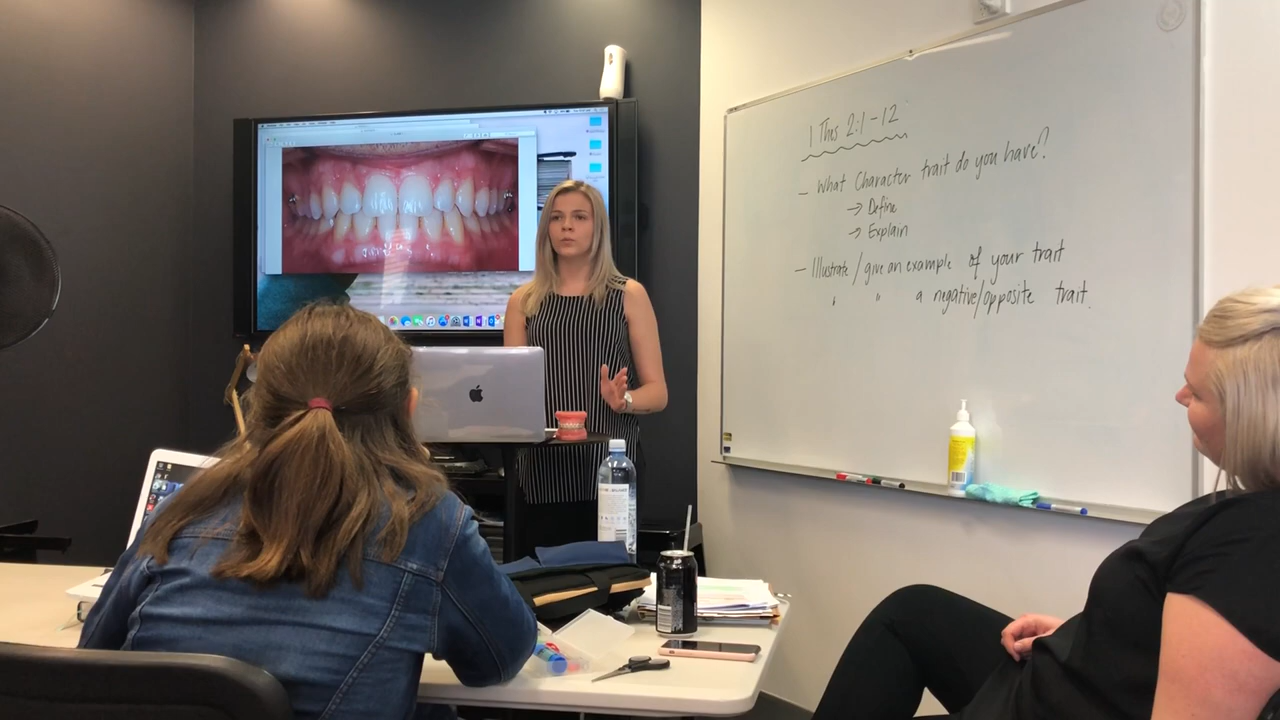 1 Thes 2:1-12
- What Character trait do you have?
→ Define
→ Explain
- Illustrate / give an example of your trait
" " a negative/opposite trait.